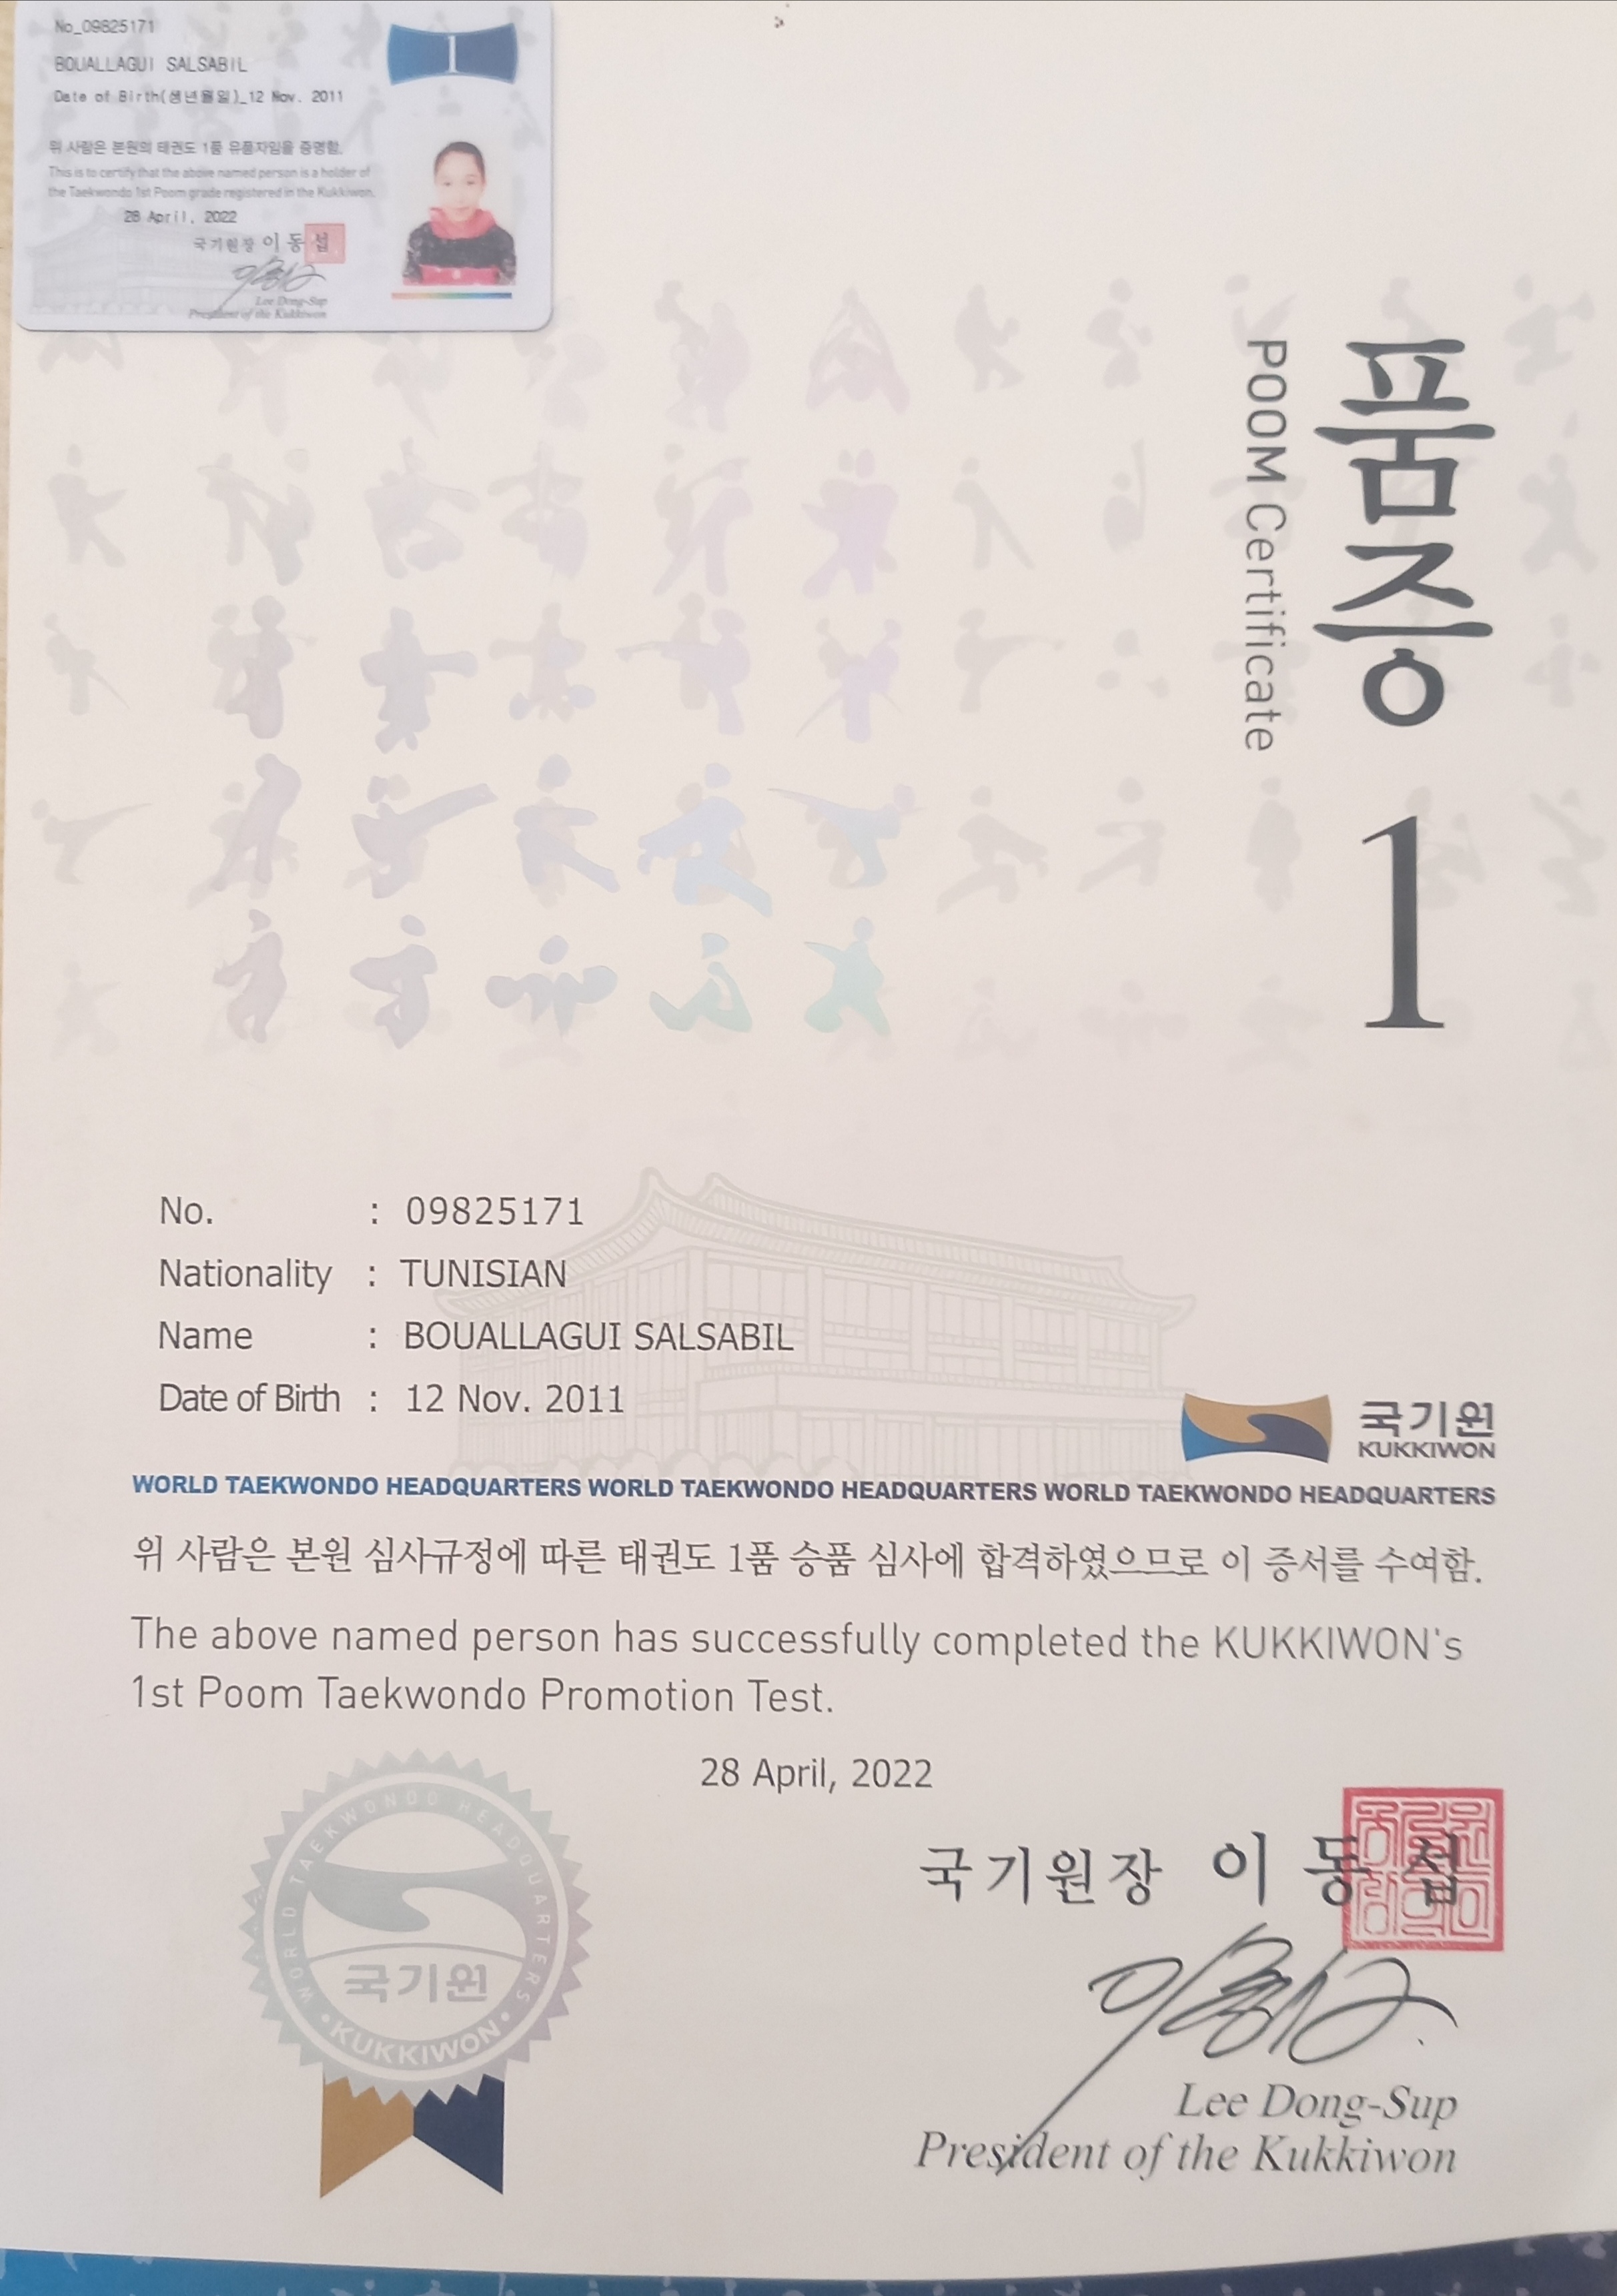 No_09825171
BOUALLAGUI SALSABIL
Date of Birth(생년월일)_12 Nov. 2011
위 사람은 본원의 태권도 1품 유품자임을 증명함.
This is to certify that the above named person is a holder of
the Taekwondo 1st Poom grade registered in the Kukkiwon.
28 April, 2022
국기원장 이동섭
Lee Dong-Sup
President of the Kukkiwon
1
품증 1
POOM Certificate
No. : 09825171
Nationality : TUNISIAN
Name : BOUALLAGUI SALSABIL
Date of Birth : 12 Nov. 2011
국기원
KUKKIWON
WORLD TAEKWONDO HEADQUARTERS WORLD TAEKWONDO HEADQUARTERS WORLD TAEKWONDO HEADQUARTERS
위 사람은 본원 심사규정에 따른 태권도 1품 승품 심사에 합격하였으므로 이 증서를 수여함.
The above named person has successfully completed the KUKKIWON's
1st Poom Taekwondo Promotion Test.
28 April, 2022
국기원장 이 동 섭
Lee Dong-Sup
President of the Kukkiwon
WORLD TAEKWONDO HEADQUARTERS
국기원
• KUKKIWON •